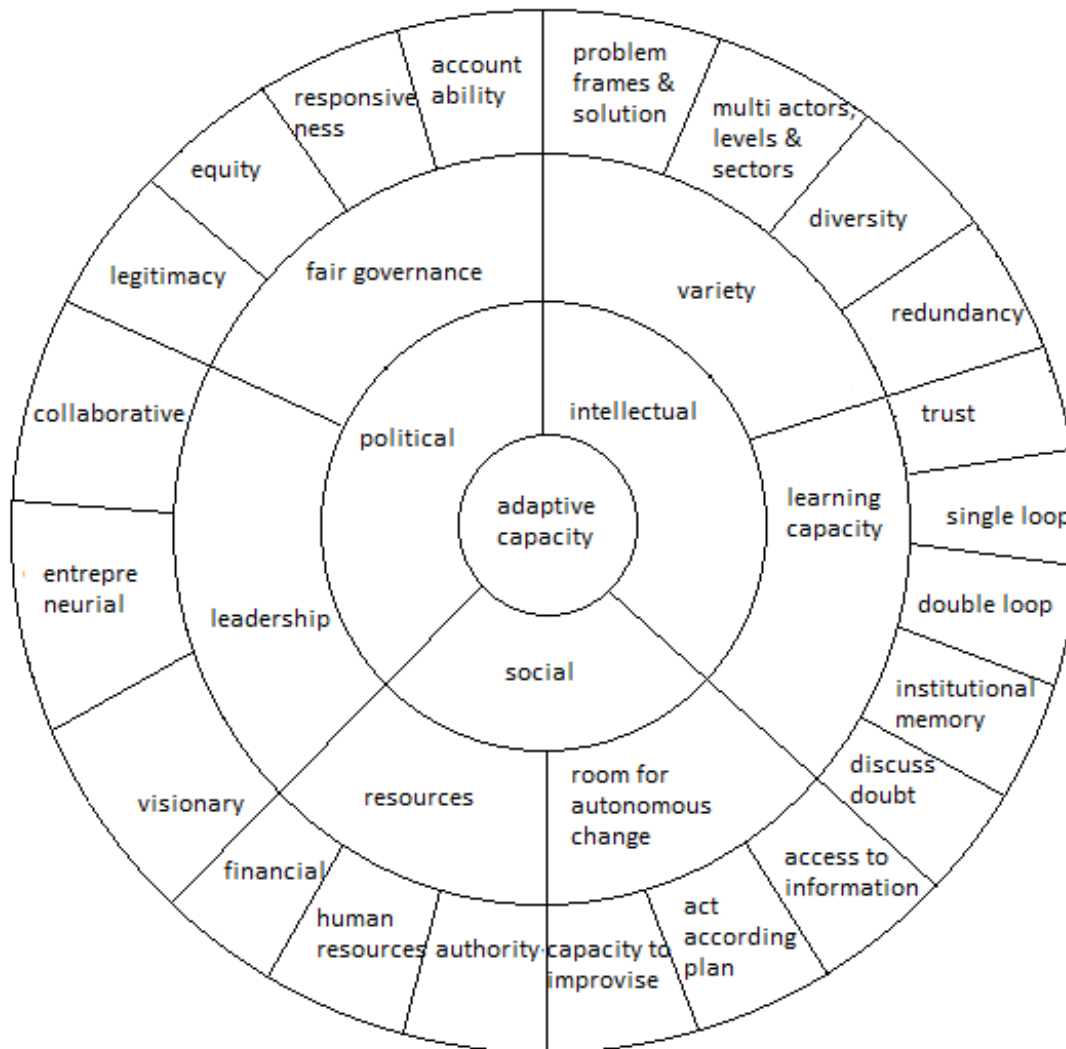 adaptive
capacity
intellectual
social
political
variety
learning
capacity
room for
autonomous
change
resources
leadership
fair governance
problem
frames &
solution
multi actors,
levels &
sectors
diversity
redundancy
trust
single loop
double loop
institutional
memory
discuss
doubt
access to
information
act
according
plan
capacity to
improvise
authority
human
resources
financial
visionary
entrepre
neurial
collaborative
legitimacy
equity
responsive
ness
account
ability